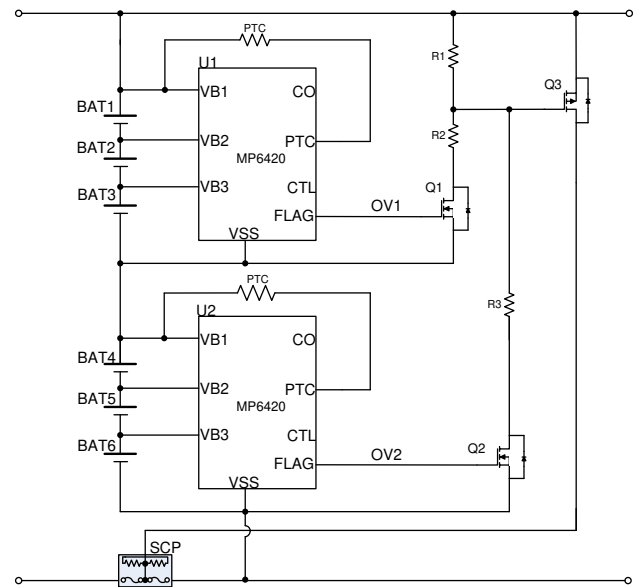 PTC
R1
Q3
U1
VB1
CO
BAT1
VB2
PTC
R2
BAT2
MP6420
VB3
CTL
Q1
BAT3
FLAG
OV1
VSS
PTC
R3
U2
VB1
CO
BAT4
VB2
PTC
BAT5
MP6420
VB3
CTL
BAT6
FLAG
OV2
Q2
VSS
SCP